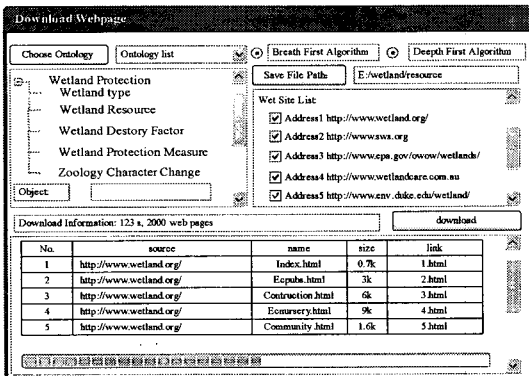 Download Webpage
Choose Ontology
Ontology list
Breath First Algorithm
Deepth First Algorithm
Wetland Protection
Wetland type
Wetland Resource
Wetland Destory Factor
Wetland Protection Measure
Zoology Character Change
Object:
Save File Path:
E:/wetland/resource
Wet Site List:
Address1 http://www.wetland.org/
Address2 http://www.sws.org
Address3 http://www.epa.gov/owow/wetlands/
Address4 http://www.wetlandcare.com.au
Address5 http://www.env.duke.edu/wetland/
Download Information: 123 s, 2000 web pages
download
No. source name size link
1 http://www.wetland.org/ Index.html 0.7k 1.html
2 http://www.wetland.org/ Ecpubs.html 3k 2.html
3 http://www.wetland.org/ Contruction.html 6k 3.html
4 http://www.wetland.org/ Ecnursery.html 9k 4.html
5 http://www.wetland.org/ Community.html 1.6k 5.html